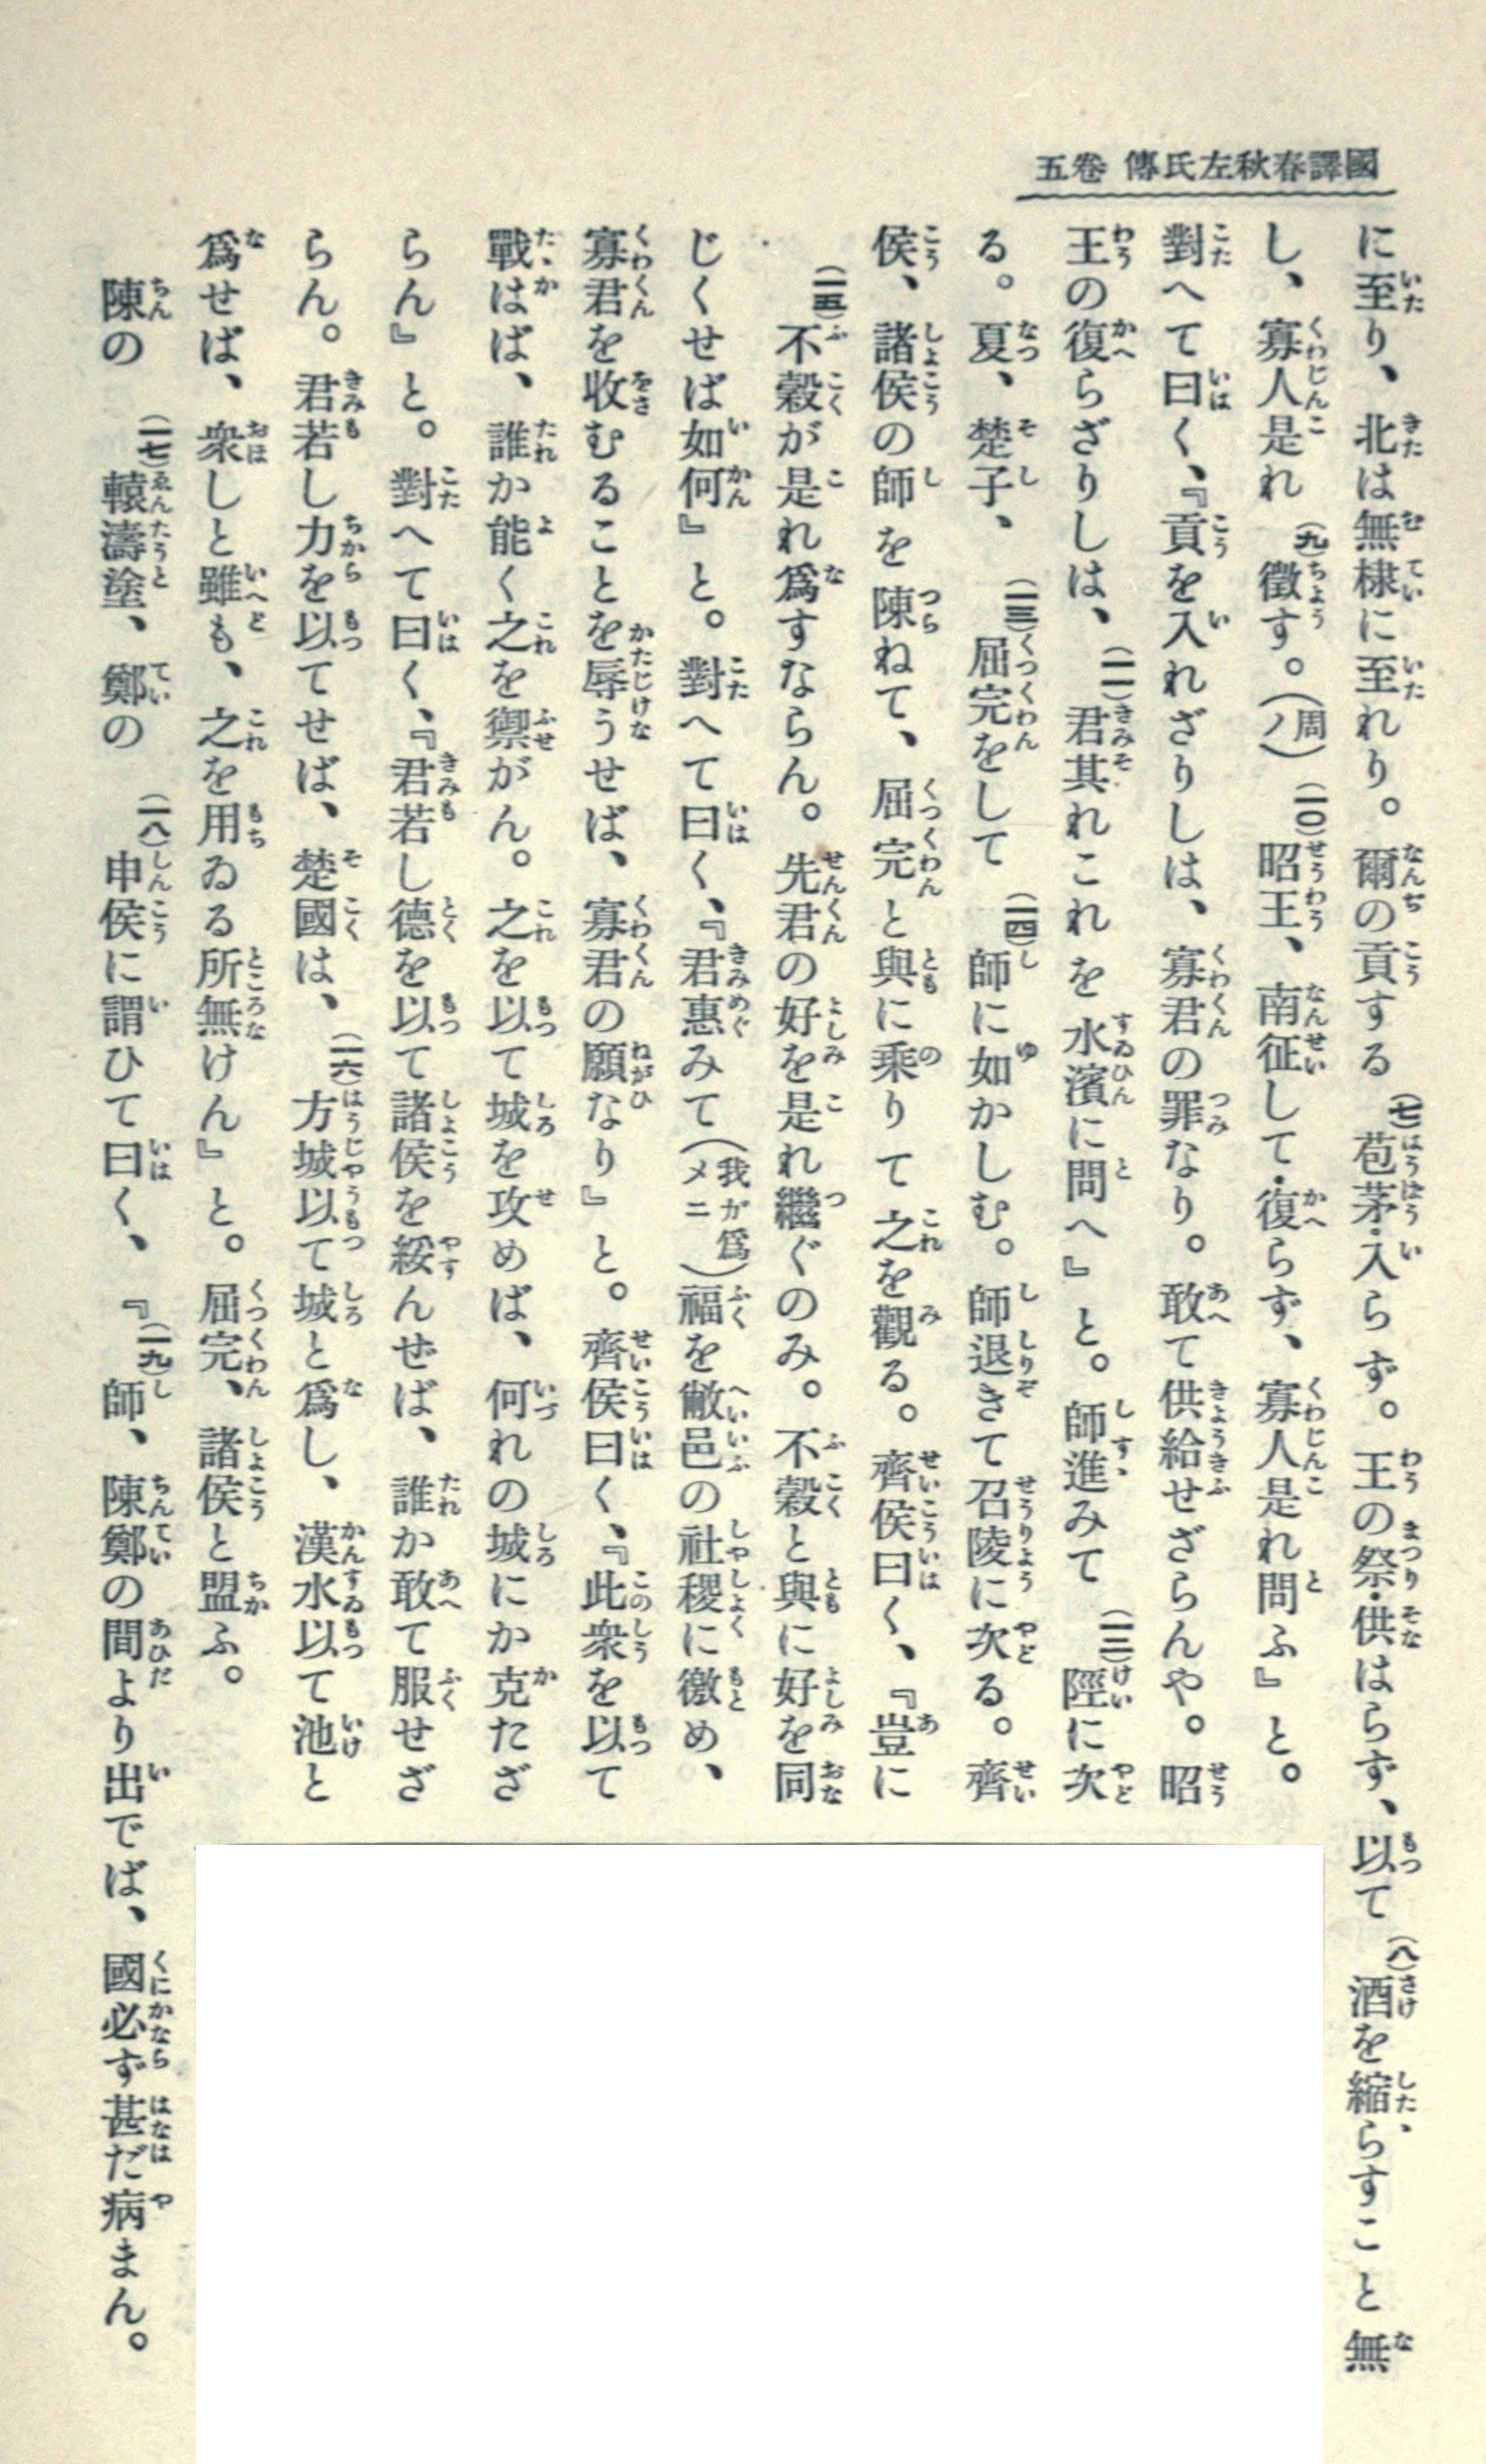 國譯春秋左氏傳 卷五
に至り、北は無棣に至れり。爾の貢する(七)苞茅・入らず。王の祭・供はらず、以て(八)酒を縮らすこと無
し、寡人是れ(九)徵す。(周ノ)(一〇)昭王、南征して・復らず、寡人是れ問ふ』と。
對へて曰く、『貢を入れざりしは、寡君の罪なり。敢て供給せざらんや。昭
王の復らざりしは、(一一)君其れこれを水濱に問へ』と。師進みて(一二)陘に次
る。夏、楚子、(一三)屈完をして(一四)師に如かしむ。師退きて召陵に次る。齊
侯、諸侯の師を陳ねて、屈完と與に乘りて之を觀る。齊侯曰く、『豈に
(一五)不穀が是れ爲すならん。先君の好を是れ繼ぐのみ。不穀と與に好を同
じくせば如何』と。對へて曰く、『君惠みて(我が爲メニ)福を敝邑の社稷に徼め、
寡君を收むることを辱うせば、寡君の願なり』と。齊侯曰く、『此衆を以て
戰はば、誰か能く之を禦がん。之を以て城を攻めば、何れの城にか克たざ
らん』と。對へて曰く、『君若し德を以て諸侯を綏んぜば、誰か敢て服せざ
らん。君若し力を以てせば、楚國は、(一六)方城以て城と爲し、漢水以て池と
爲せば、衆しと雖も、之を用ゐる所無けん』と。屈完、諸侯と盟ふ。
陳の(一七)轅濤塗、鄭の(一八)申侯に謂ひて曰く、『(一九)師、陳鄭の間より出でば、國必ず甚だ病まん。